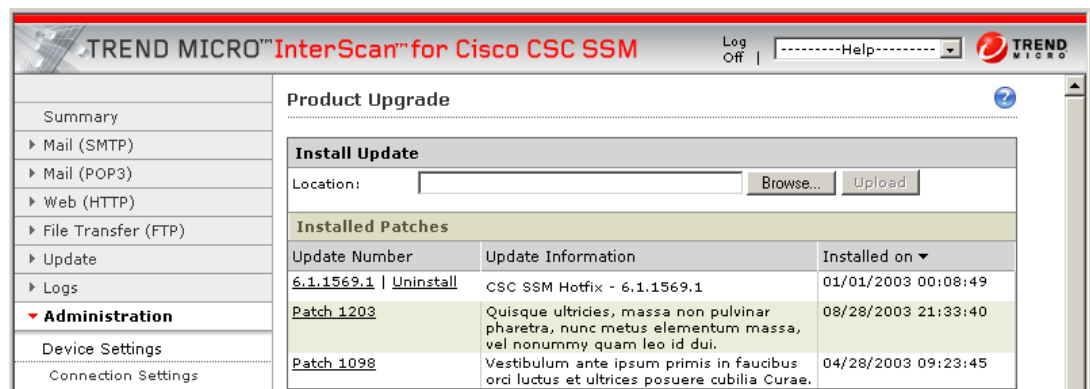 TREND MICRO™ InterScan™ for Cisco CSC SSM
Log Off |
---------Help---------
TREND MICRO
Summary
Mail (SMTP)
Mail (POP3)
Web (HTTP)
File Transfer (FTP)
Update
Logs
Administration
Device Settings
Connection Settings
Product Upgrade
?
Install Update
Location:
Browse...
Upload
Installed Patches
Update Number Update Information Installed on
6.1.1569.1 | Uninstall CSC SSM Hotfix - 6.1.1569.1 01/01/2003 00:08:49
Patch 1203 Quisque ultricies, massa non pulvinar 08/28/2003 21:33:40
pharetra, nunc metus elementum massa,
vel nonummy quam leo id dui.
Patch 1098 Vestibulum ante ipsum primis in faucibus 04/28/2003 09:23:45
orci luctus et ultrices posuere cubilia Curae.